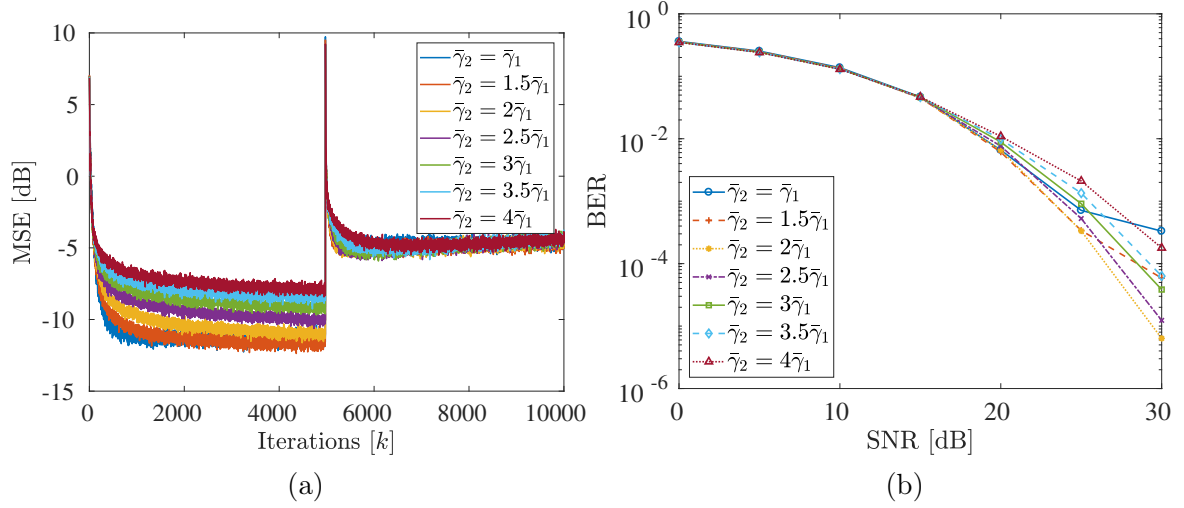 10
5
0
-5
-10
-15
MSE [dB]
0
2000
4000
6000
8000
10000
Iterations [k]
γ̄₂ = γ̄₁
γ̄₂ = 1.5γ̄₁
γ̄₂ = 2γ̄₁
γ̄₂ = 2.5γ̄₁
γ̄₂ = 3γ̄₁
γ̄₂ = 3.5γ̄₁
γ̄₂ = 4γ̄₁
(a)
10⁰
10⁻²
10⁻⁴
10⁻⁶
BER
0
10
20
30
SNR [dB]
γ̄₂ = γ̄₁
γ̄₂ = 1.5γ̄₁
γ̄₂ = 2γ̄₁
γ̄₂ = 2.5γ̄₁
γ̄₂ = 3γ̄₁
γ̄₂ = 3.5γ̄₁
γ̄₂ = 4γ̄₁
(b)